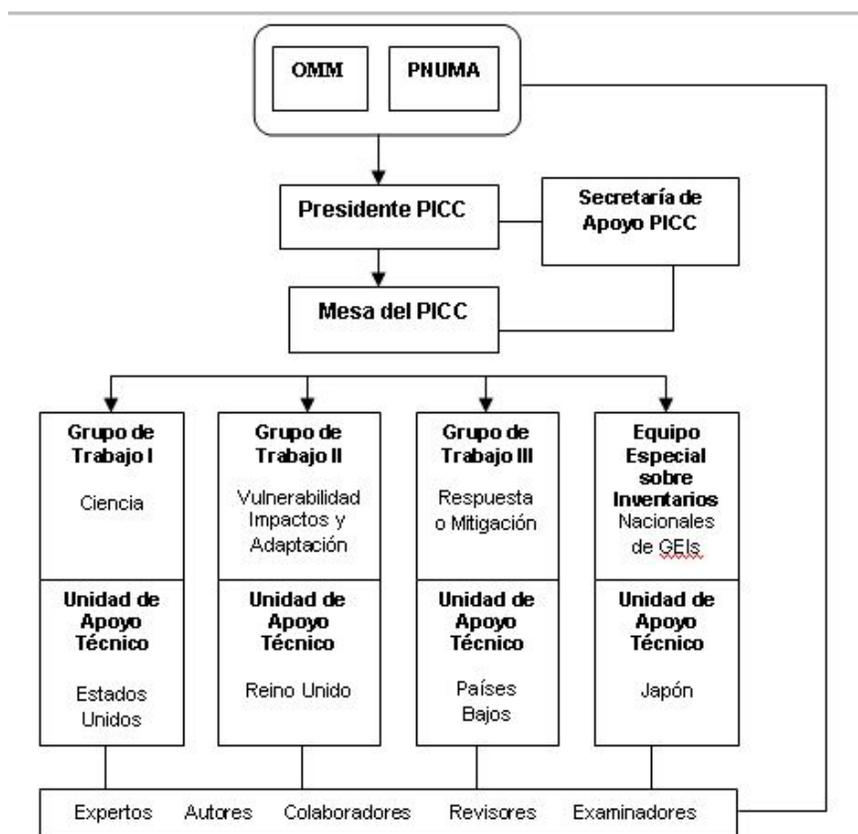 OMM
PNUMA
Presidente PICC
Secretaría de
Apoyo PICC
Mesa del PICC
Grupo de
Trabajo I
Ciencia
Unidad de
Apoyo
Técnico
Estados
Unidos
Grupo de
Trabajo II
Vulnerabilidad
Impactos y
Adaptación
Unidad de
Apoyo
Técnico
Reino Unido
Grupo de
Trabajo III
Respuesta
o Mitigación
Unidad de
Apoyo
Técnico
Países
Bajos
Equipo
Especial
sobre
Inventarios
Nacionales
de GEIs
Unidad de
Apoyo
Técnico
Japón
Expertos Autores Colaboradores Revisores Examinadores